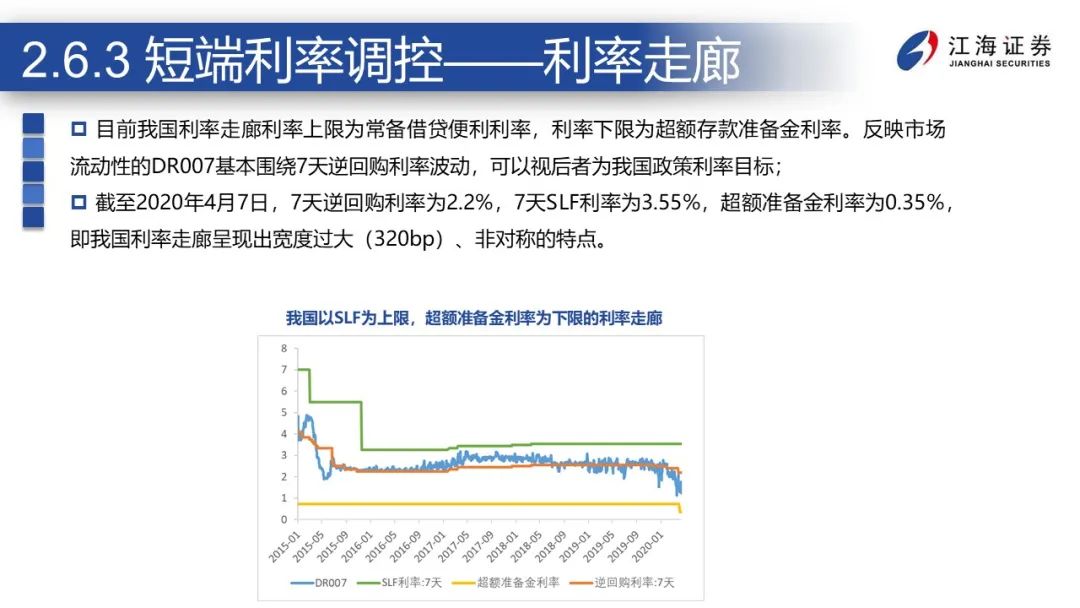 2.6.3 短端利率调控——利率走廊
江海证券
JIANGHAI SECURITIES
目前我国利率走廊利率上限为常备借贷便利利率，利率下限为超额存款准备金利率。反映市场
流动性的DR007基本围绕7天逆回购利率波动，可以视后者为我国政策利率目标；
截至2020年4月7日，7天逆回购利率为2.2%，7天SLF利率为3.55%，超额准备金利率为0.35%，
即我国利率走廊呈现出宽度过大（320bp）、非对称的特点。
我国以SLF为上限，超额准备金利率为下限的利率走廊
8
7
6
5
4
3
2
1
0
2015-01 2015-05 2015-09 2016-01 2016-05 2016-09 2017-01 2017-05 2017-09 2018-01 2018-05 2018-09 2019-01 2019-05 2019-09 2020-01
DR007 SLF利率:7天 超额准备金利率 逆回购利率:7天